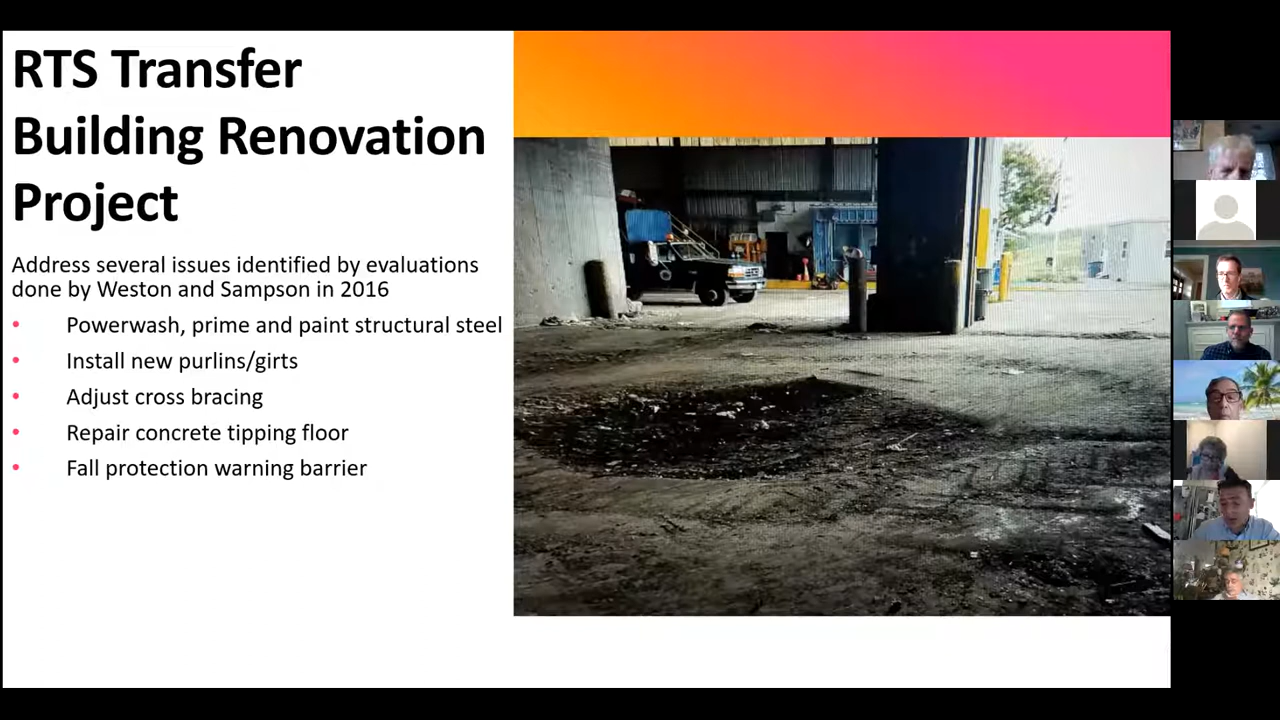 RTS Transfer
Building Renovation
Project
Address several issues identified by evaluations
done by Weston and Sampson in 2016
• Powerwash, prime and paint structural steel
• Install new purlins/girts
• Adjust cross bracing
• Repair concrete tipping floor
• Fall protection warning barrier